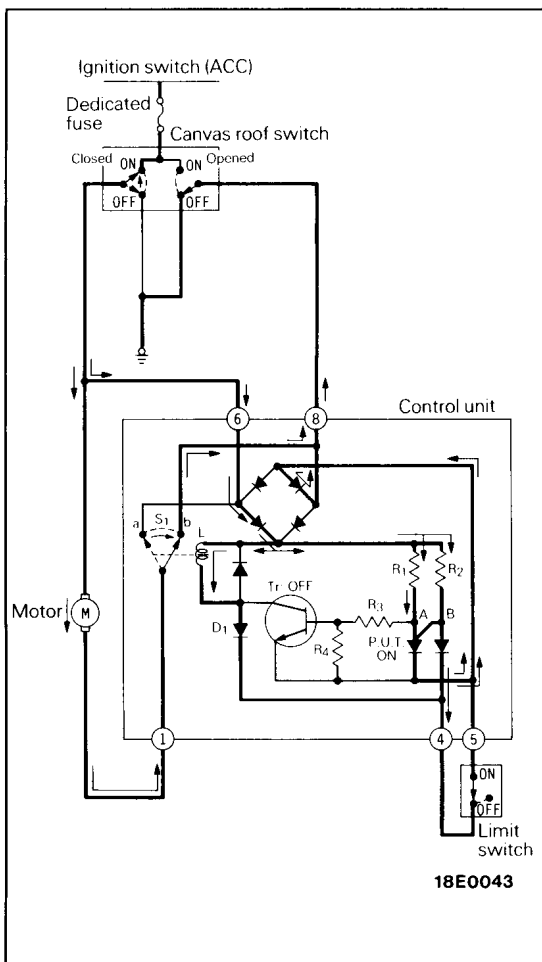 Ignition switch (ACC)
Dedicated
fuse
Canvas roof switch
Closed ON ON Opened
OFF OFF
6 8 Control unit
a S1 b
L
R1 R2
Motor M
Tr: OFF
R3 A B
D1
R4 P.U.T.
ON
1 4 5
ON
OFF
Limit
switch
18E0043